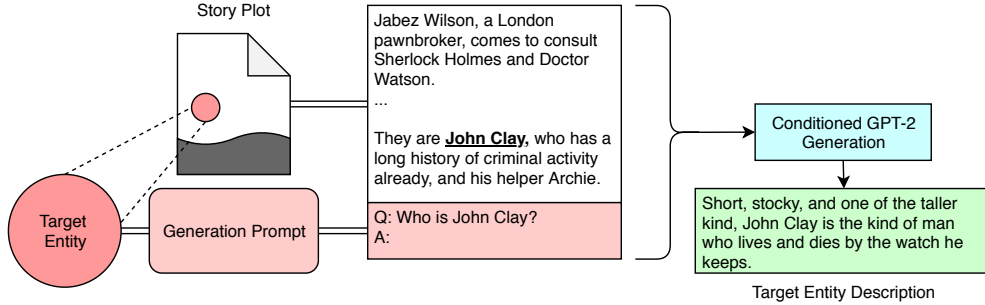 Story Plot
Jabez Wilson, a London
pawnbroker, comes to consult
Sherlock Holmes and Doctor
Watson.
...
They are John Clay, who has a
long history of criminal activity
already, and his helper Archie.
Target
Entity
Generation Prompt
Q: Who is John Clay?
A:
Conditioned GPT-2
Generation
Short, stocky, and one of the taller
kind, John Clay is the kind of man
who lives and dies by the watch he
keeps.
Target Entity Description